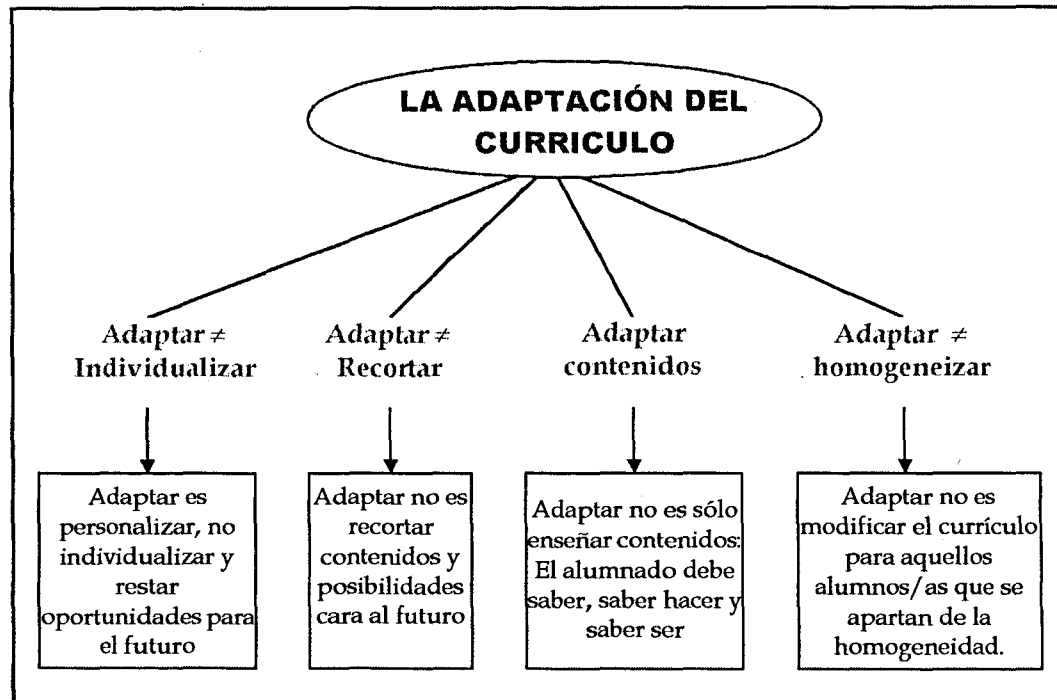 LA ADAPTACIÓN DEL
CURRICULO
Adaptar ≠
Individualizar
Adaptar ≠
Recortar
Adaptar
contenidos
Adaptar ≠
homogeneizar
Adaptar es
personalizar, no
individualizar y
restar
oportunidades para
el futuro
Adaptar no es
recortar
contenidos y
posibilidades
cara al futuro
Adaptar no es sólo
enseñar contenidos:
El alumnado debe
saber, saber hacer y
saber ser
Adaptar no es
modificar el currículo
para aquellos
alumnos/as que se
apartan de la
homogeneidad.